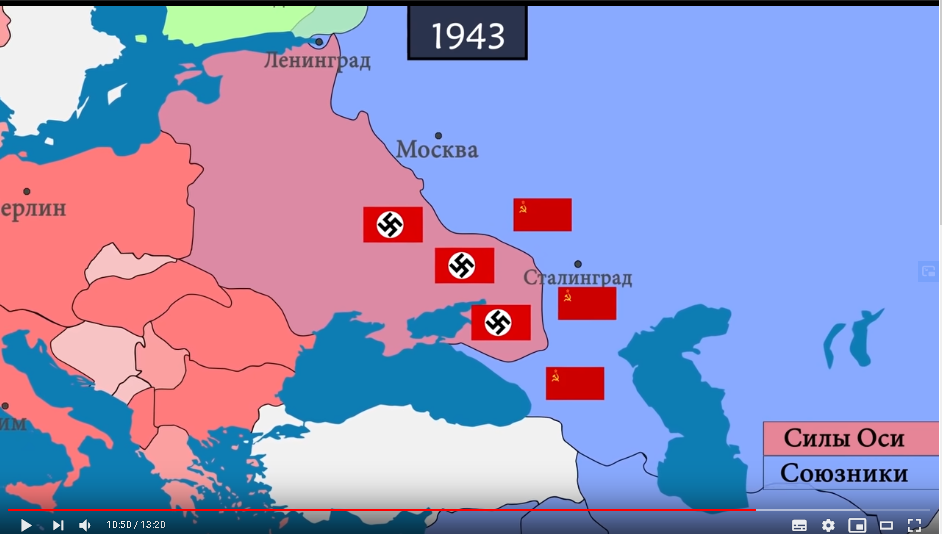 1943
Ленинград
Москва
ерлин
Сталинград
им
Силы Оси
Союзники
10:50 / 13:20